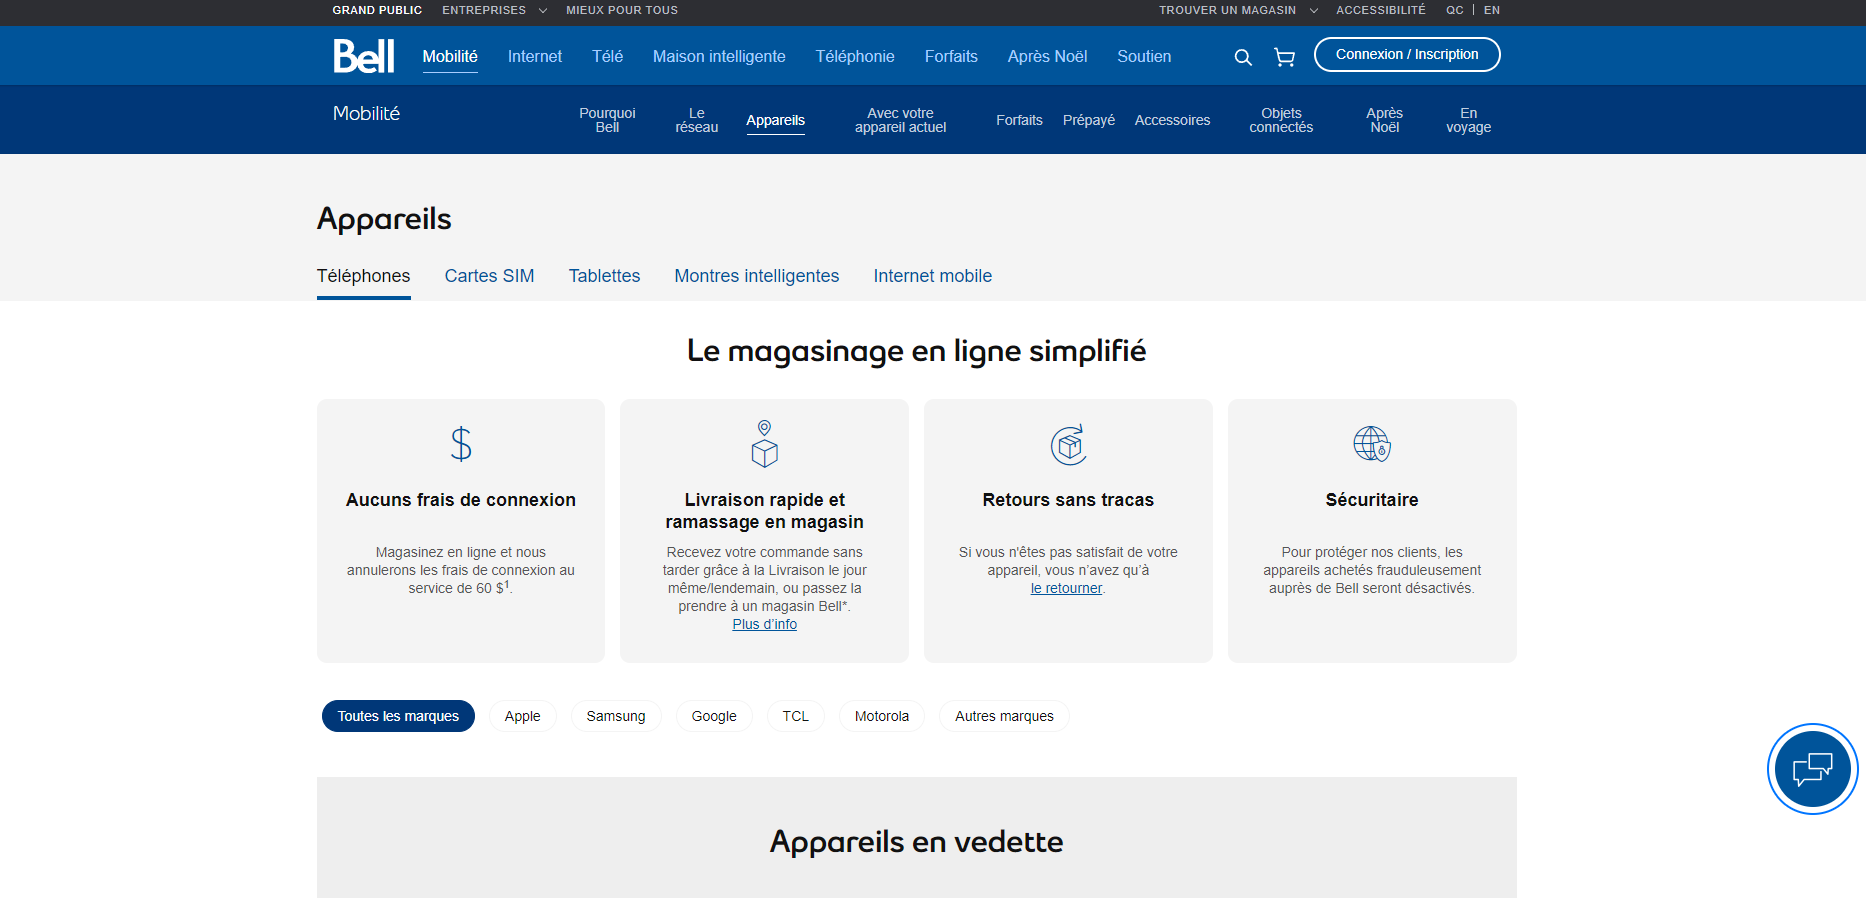 GRAND PUBLIC ENTREPRISES MIEUX POUR TOUS TROUVER UN MAGASIN ACCESSIBILITÉ QC | EN
Bell Mobilité Internet Télé Maison intelligente Téléphonie Forfaits Après Noël Soutien Connexion / Inscription
Mobilité
Pourquoi
Bell
Le
réseau
Appareils
Avec votre
appareil actuel
Forfaits
Prépayé
Accessoires
Objets
connectés
Après
Noël
En
voyage
Appareils
Téléphones Cartes SIM Tablettes Montres intelligentes Internet mobile
Le magasinage en ligne simplifié
$
Aucuns frais de connexion
Magasinez en ligne et nous
annulerons les frais de connexion au
service de 60 $1.
Livraison rapide et
ramassage en magasin
Recevez votre commande sans
tarder grâce à la Livraison le jour
même/lendemain, ou passez la
prendre à un magasin Bell*.
Plus d’info
Retours sans tracas
Si vous n'êtes pas satisfait de votre
appareil, vous n’avez qu’à
le retourner.
Sécuritaire
Pour protéger nos clients, les
appareils achetés frauduleusement
auprès de Bell seront désactivés.
Toutes les marques Apple Samsung Google TCL Motorola Autres marques
Appareils en vedette